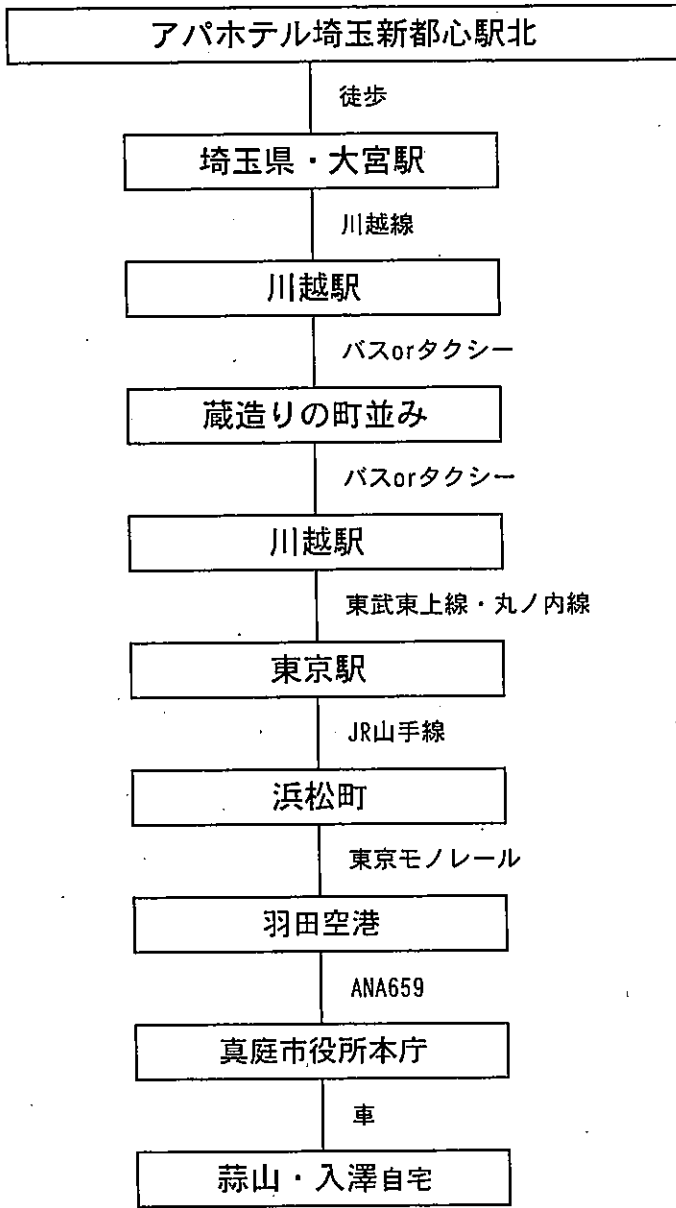 アパホテル埼玉新都心駅北
徒歩
埼玉県・大宮駅
川越線
川越駅
バスorタクシー
蔵造りの町並み
バスorタクシー
川越駅
東武東上線・丸ノ内線
東京駅
JR山手線
浜松町
東京モノレール
羽田空港
ANA659
真庭市役所本庁
車
蒜山・入澤自宅